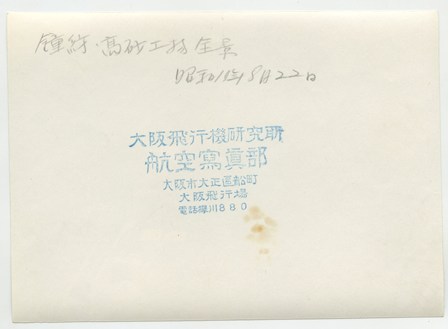 鐘紡・高砂工場全景
昭和11年8月22日
大阪飛行機研究所
航空寫眞部
大阪市大正區船町
大阪飛行場
電話櫻川880